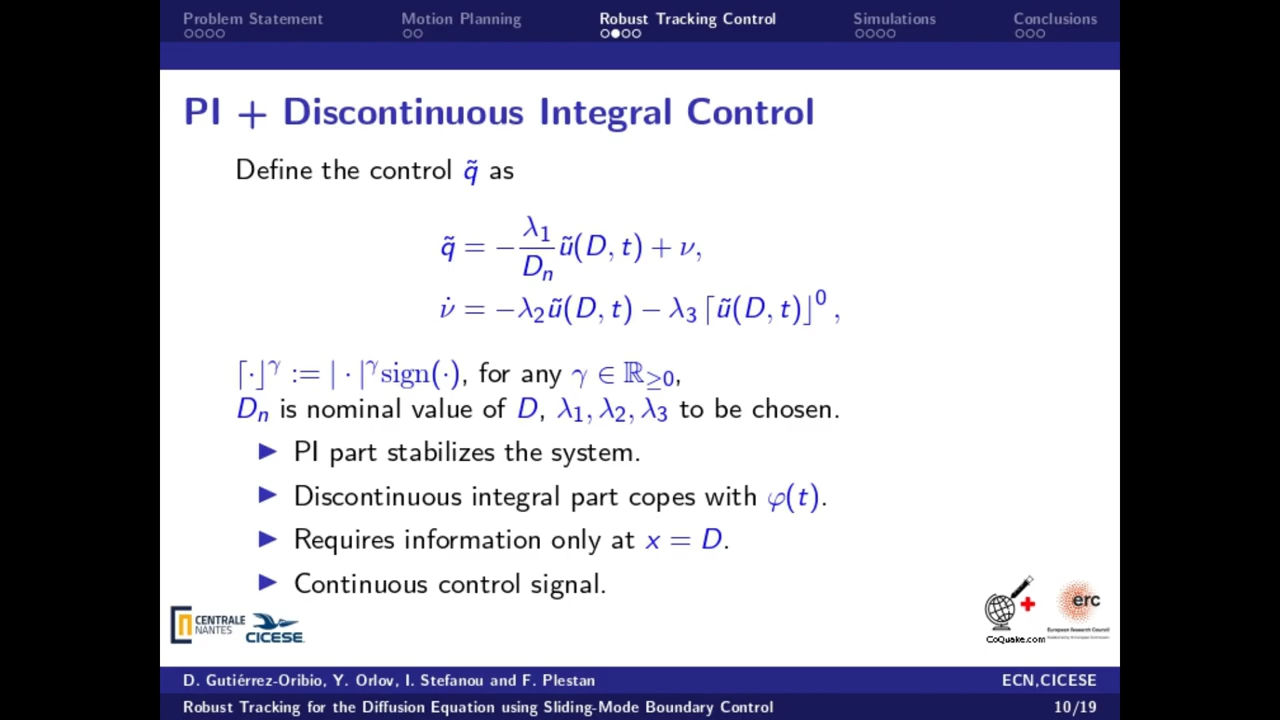 Problem Statement Motion Planning Robust Tracking Control Simulations Conclusions
PI + Discontinuous Integral Control
Define the control q̃ as
q̃ = −λ₁/Dₙ ũ(D, t) + ν,
ν̇ = −λ₂ũ(D, t) − λ₃ ⌈ũ(D, t)⌋⁰ ,
⌈·⌋^γ := | · |^γ sign(·), for any γ ∈ ℝ≥0,
Dₙ is nominal value of D, λ₁, λ₂, λ₃ to be chosen.
▶ PI part stabilizes the system.
▶ Discontinuous integral part copes with φ(t).
▶ Requires information only at x = D.
▶ Continuous control signal.
CENTRALE
NANTES
CICESE
CoQuake.com
erc
European Research Council
D. Gutiérrez-Oribio, Y. Orlov, I. Stefanou and F. Plestan ECN,CICESE
Robust Tracking for the Diffusion Equation using Sliding-Mode Boundary Control 10/19